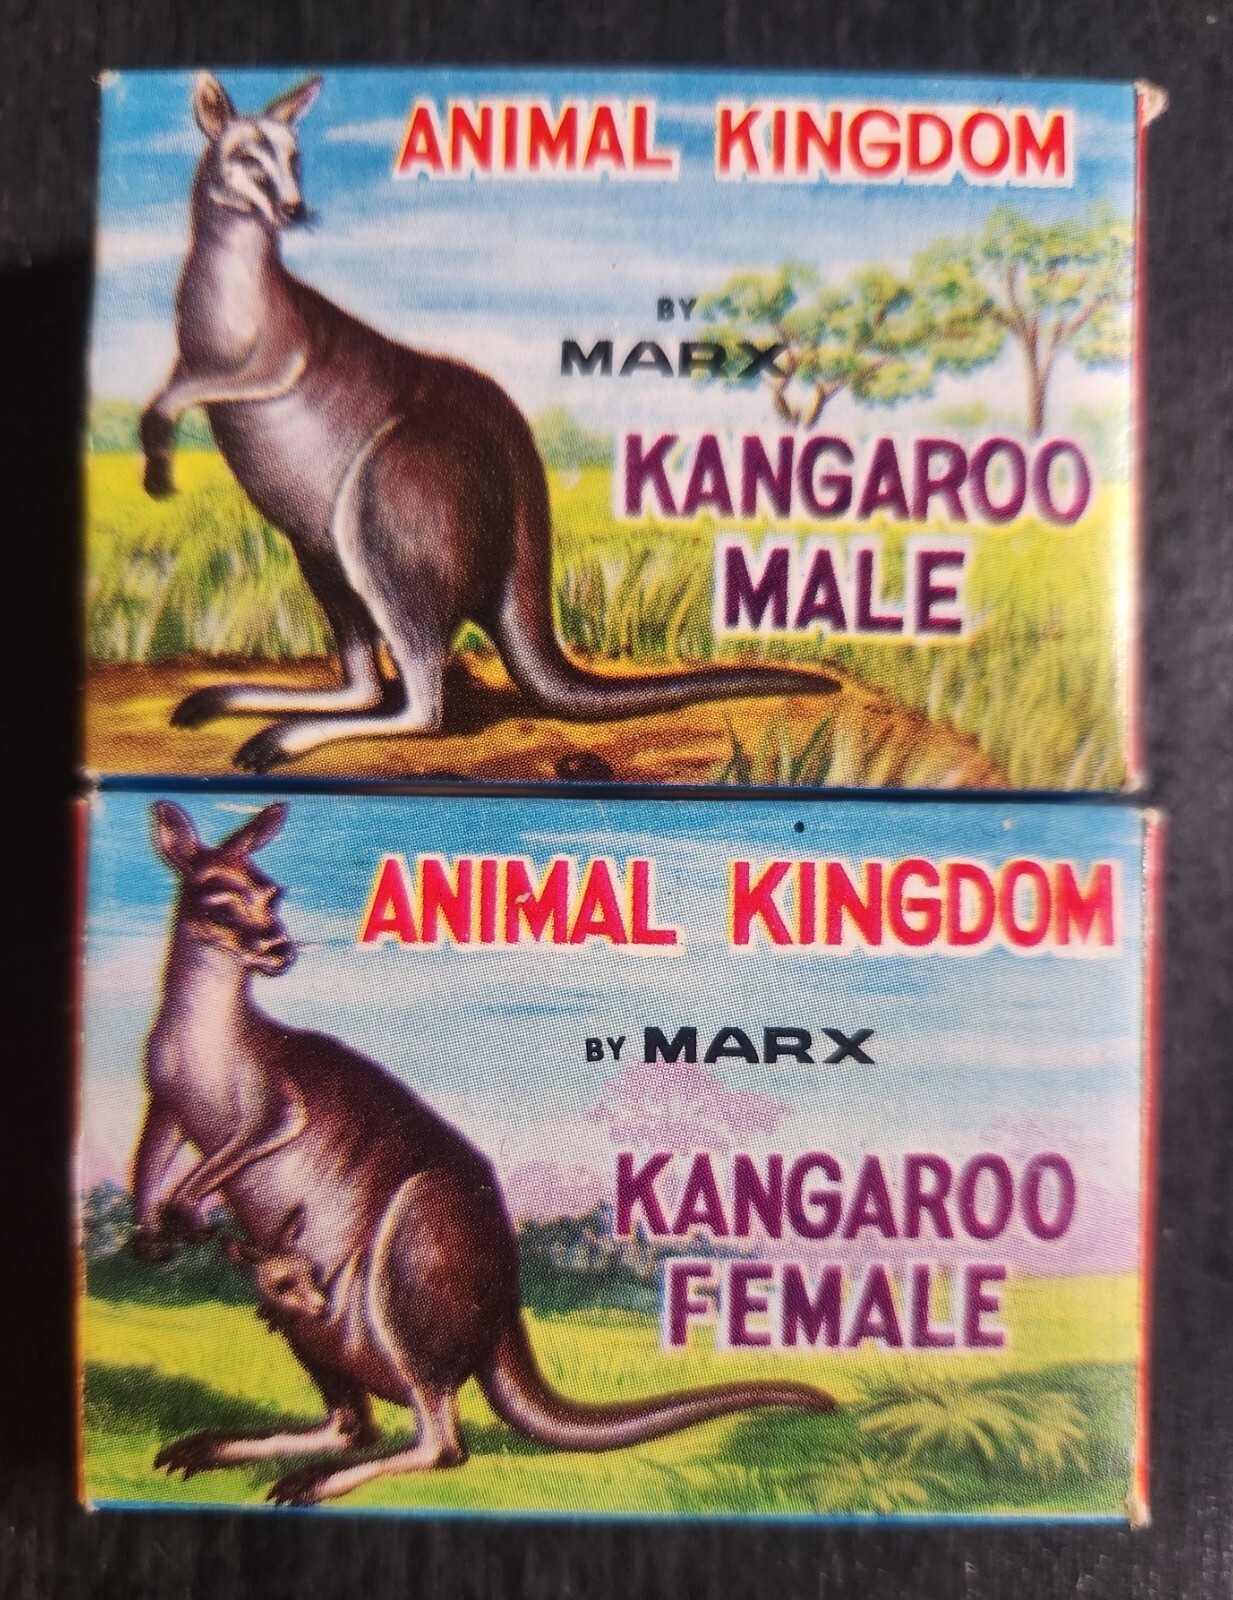 ANIMAL KINGDOM
BY
MARX
KANGAROO
MALE
ANIMAL KINGDOM
BY MARX
KANGAROO
FEMALE